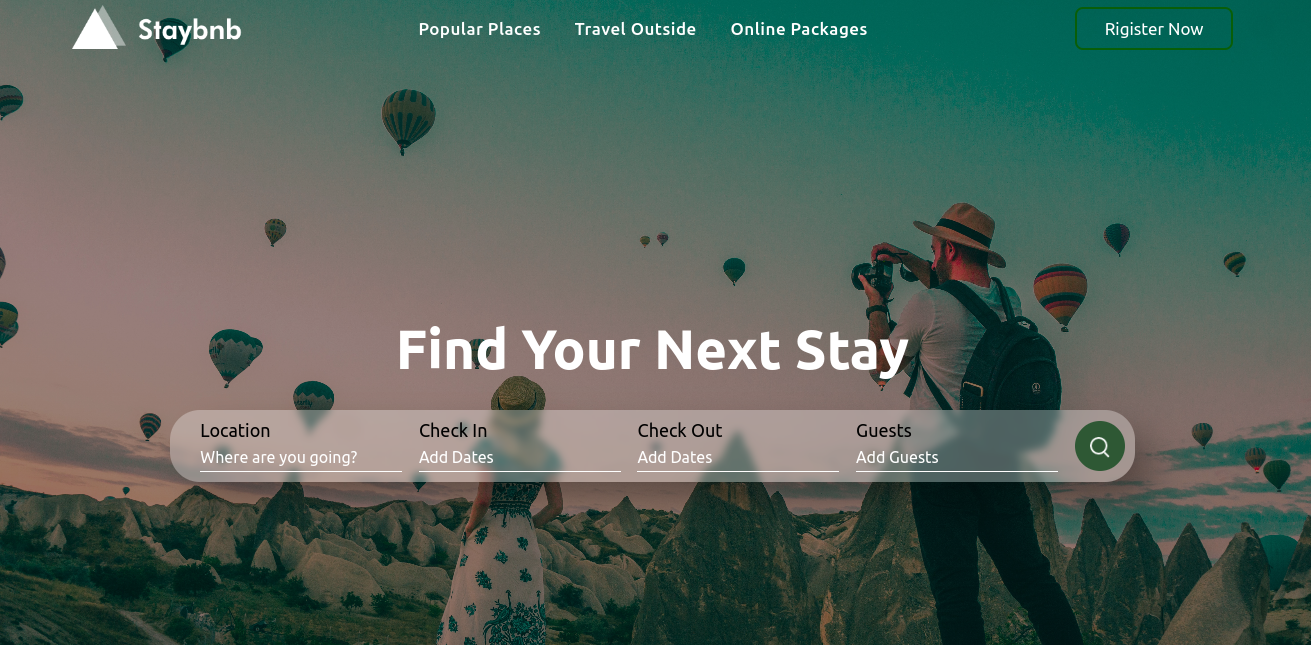 Staybnb
Popular Places
Travel Outside
Online Packages
Rigister Now
Find Your Next Stay
Location
Where are you going?
Check In
Add Dates
Check Out
Add Dates
Guests
Add Guests